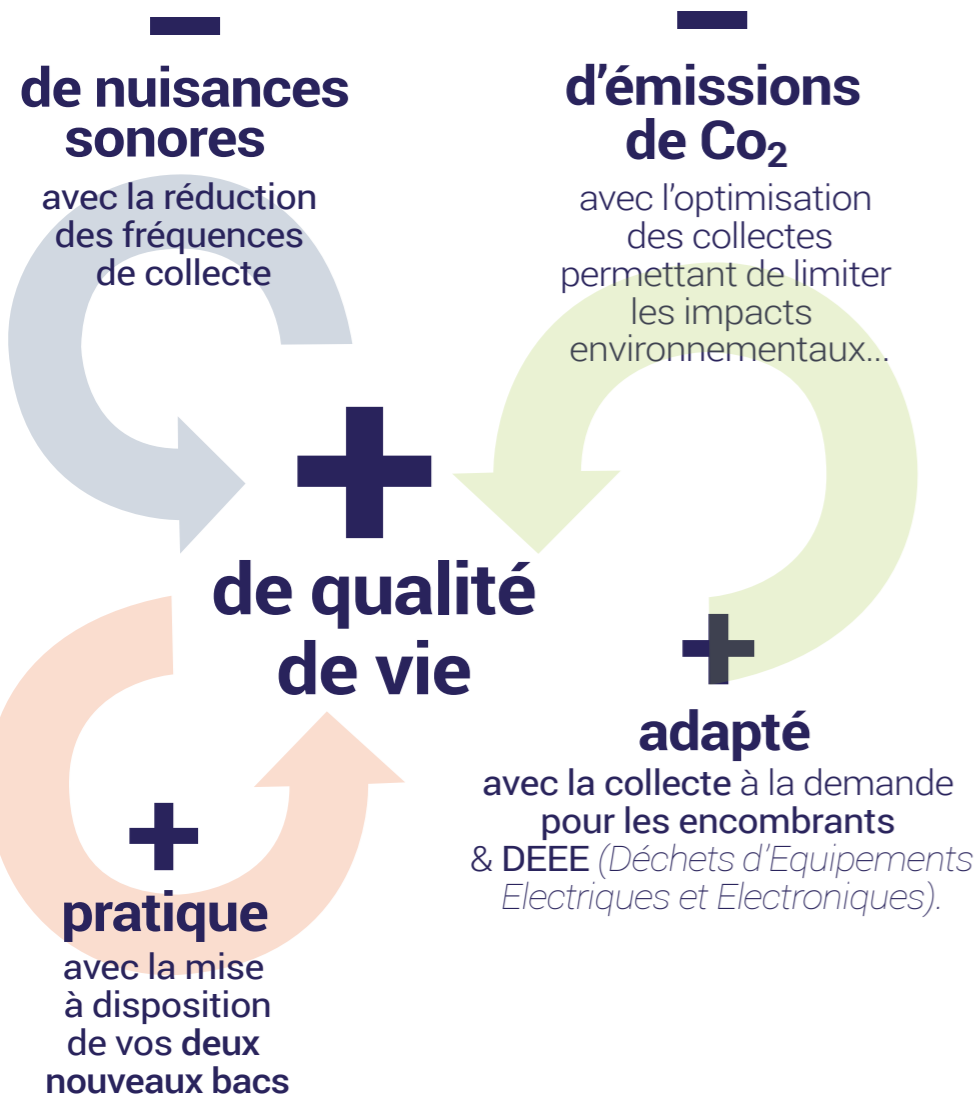 -
de nuisances
sonores
avec la réduction
des fréquences
de collecte
-
d'émissions
de Co₂
avec l'optimisation
des collectes
permettant de limiter
les impacts
environnementaux...
+
de qualité
de vie
+
adapté
avec la collecte à la demande
pour les encombrants
& DEEE (Déchets d'Equipements
Electriques et Electroniques).
+
pratique
avec la mise
à disposition
de vos deux
nouveaux bacs